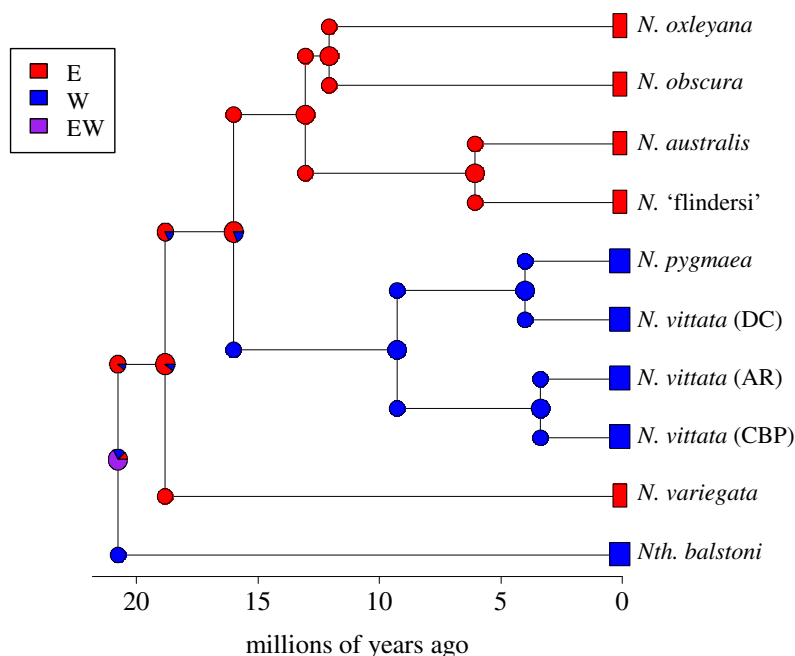 E
W
EW
N. oxleyana
N. obscura
N. australis
N. ‘flindersi’
N. pygmaea
N. vittata (DC)
N. vittata (AR)
N. vittata (CBP)
N. variegata
Nth. balstoni
20 15 10 5 0
millions of years ago